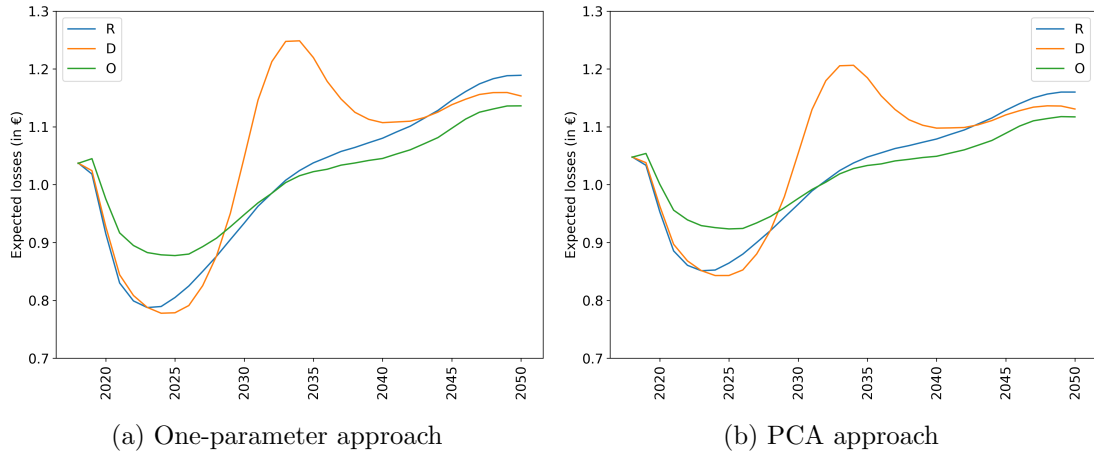 1.3
1.2
1.1
1.0
0.9
0.8
0.7
Expected losses (in €)
R
D
O
2020
2025
2030
2035
2040
2045
2050
(a) One-parameter approach
1.3
1.2
1.1
1.0
0.9
0.8
0.7
Expected losses (in €)
R
D
O
2020
2025
2030
2035
2040
2045
2050
(b) PCA approach